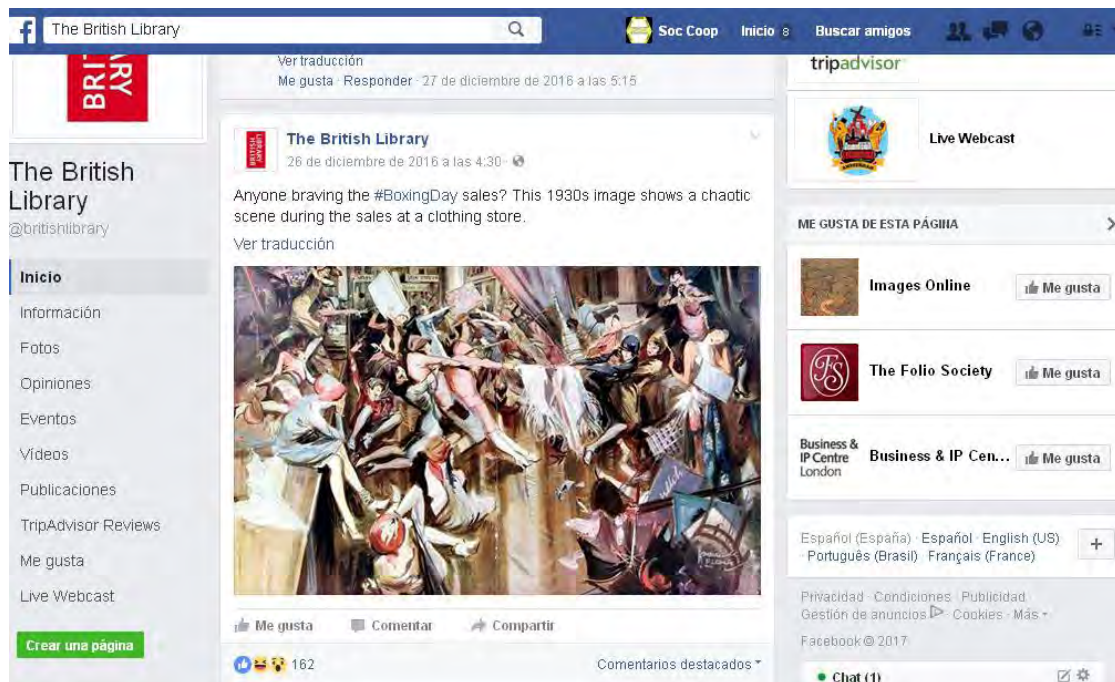 The British Library
Soc Coop
Inicio 8
Buscar amigos
BRITISH
LIBRARY
The British
Library
@britishlibrary
Inicio
Información
Fotos
Opiniones
Eventos
Vídeos
Publicaciones
TripAdvisor Reviews
Me gusta
Live Webcast
Crear una página
Ver traducción
Me gusta · Responder · 27 de diciembre de 2016 a las 5:15
The British Library
26 de diciembre de 2016 a las 4:30 ·
Anyone braving the #BoxingDay sales? This 1930s image shows a chaotic
scene during the sales at a clothing store.
Ver traducción
Me gusta Comentar Compartir
162
Comentarios destacados
tripadvisor
Live Webcast
ME GUSTA DE ESTA PÁGINA
Images Online
Me gusta
FS
The Folio Society
Me gusta
Business &
IP Centre
London
Business & IP Cen...
Me gusta
Español (España) · Español · English (US)
· Português (Brasil) · Français (France)
Privacidad · Condiciones · Publicidad ·
Gestión de anuncios · Cookies · Más
Facebook © 2017
Chat (1)